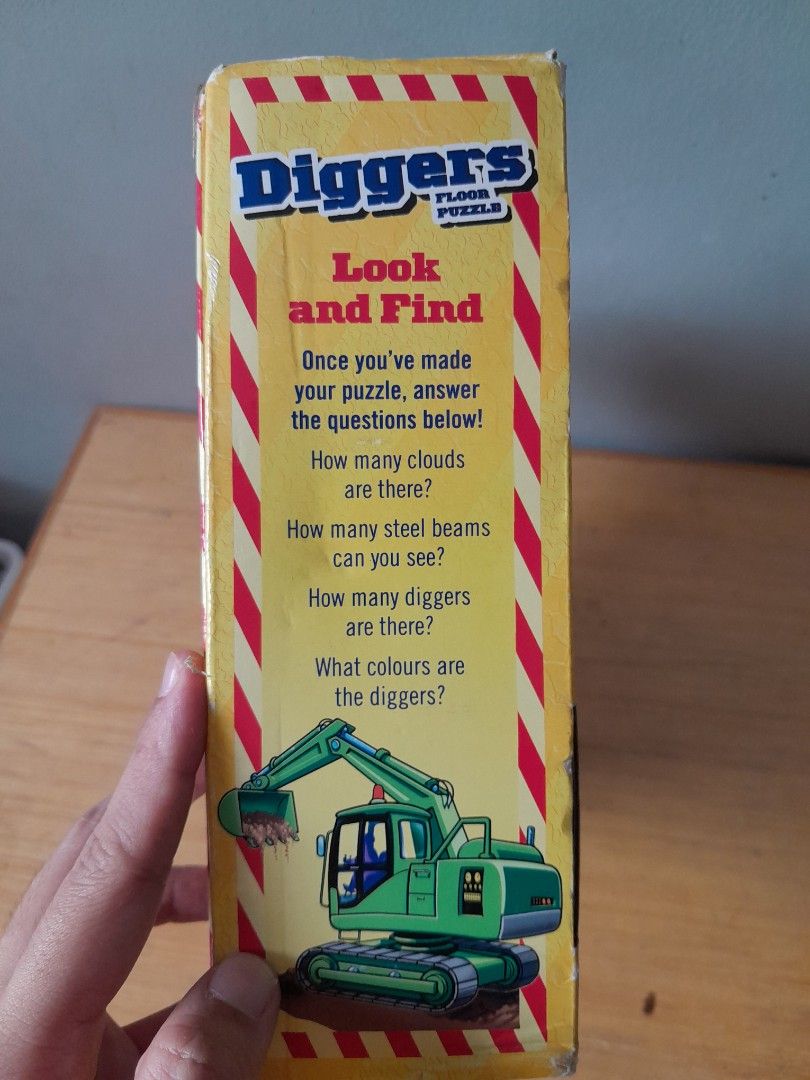 Diggers
FLOOR
PUZZLE
Look
and Find
Once you've made
your puzzle, answer
the questions below!
How many clouds
are there?
How many steel beams
can you see?
How many diggers
are there?
What colours are
the diggers?